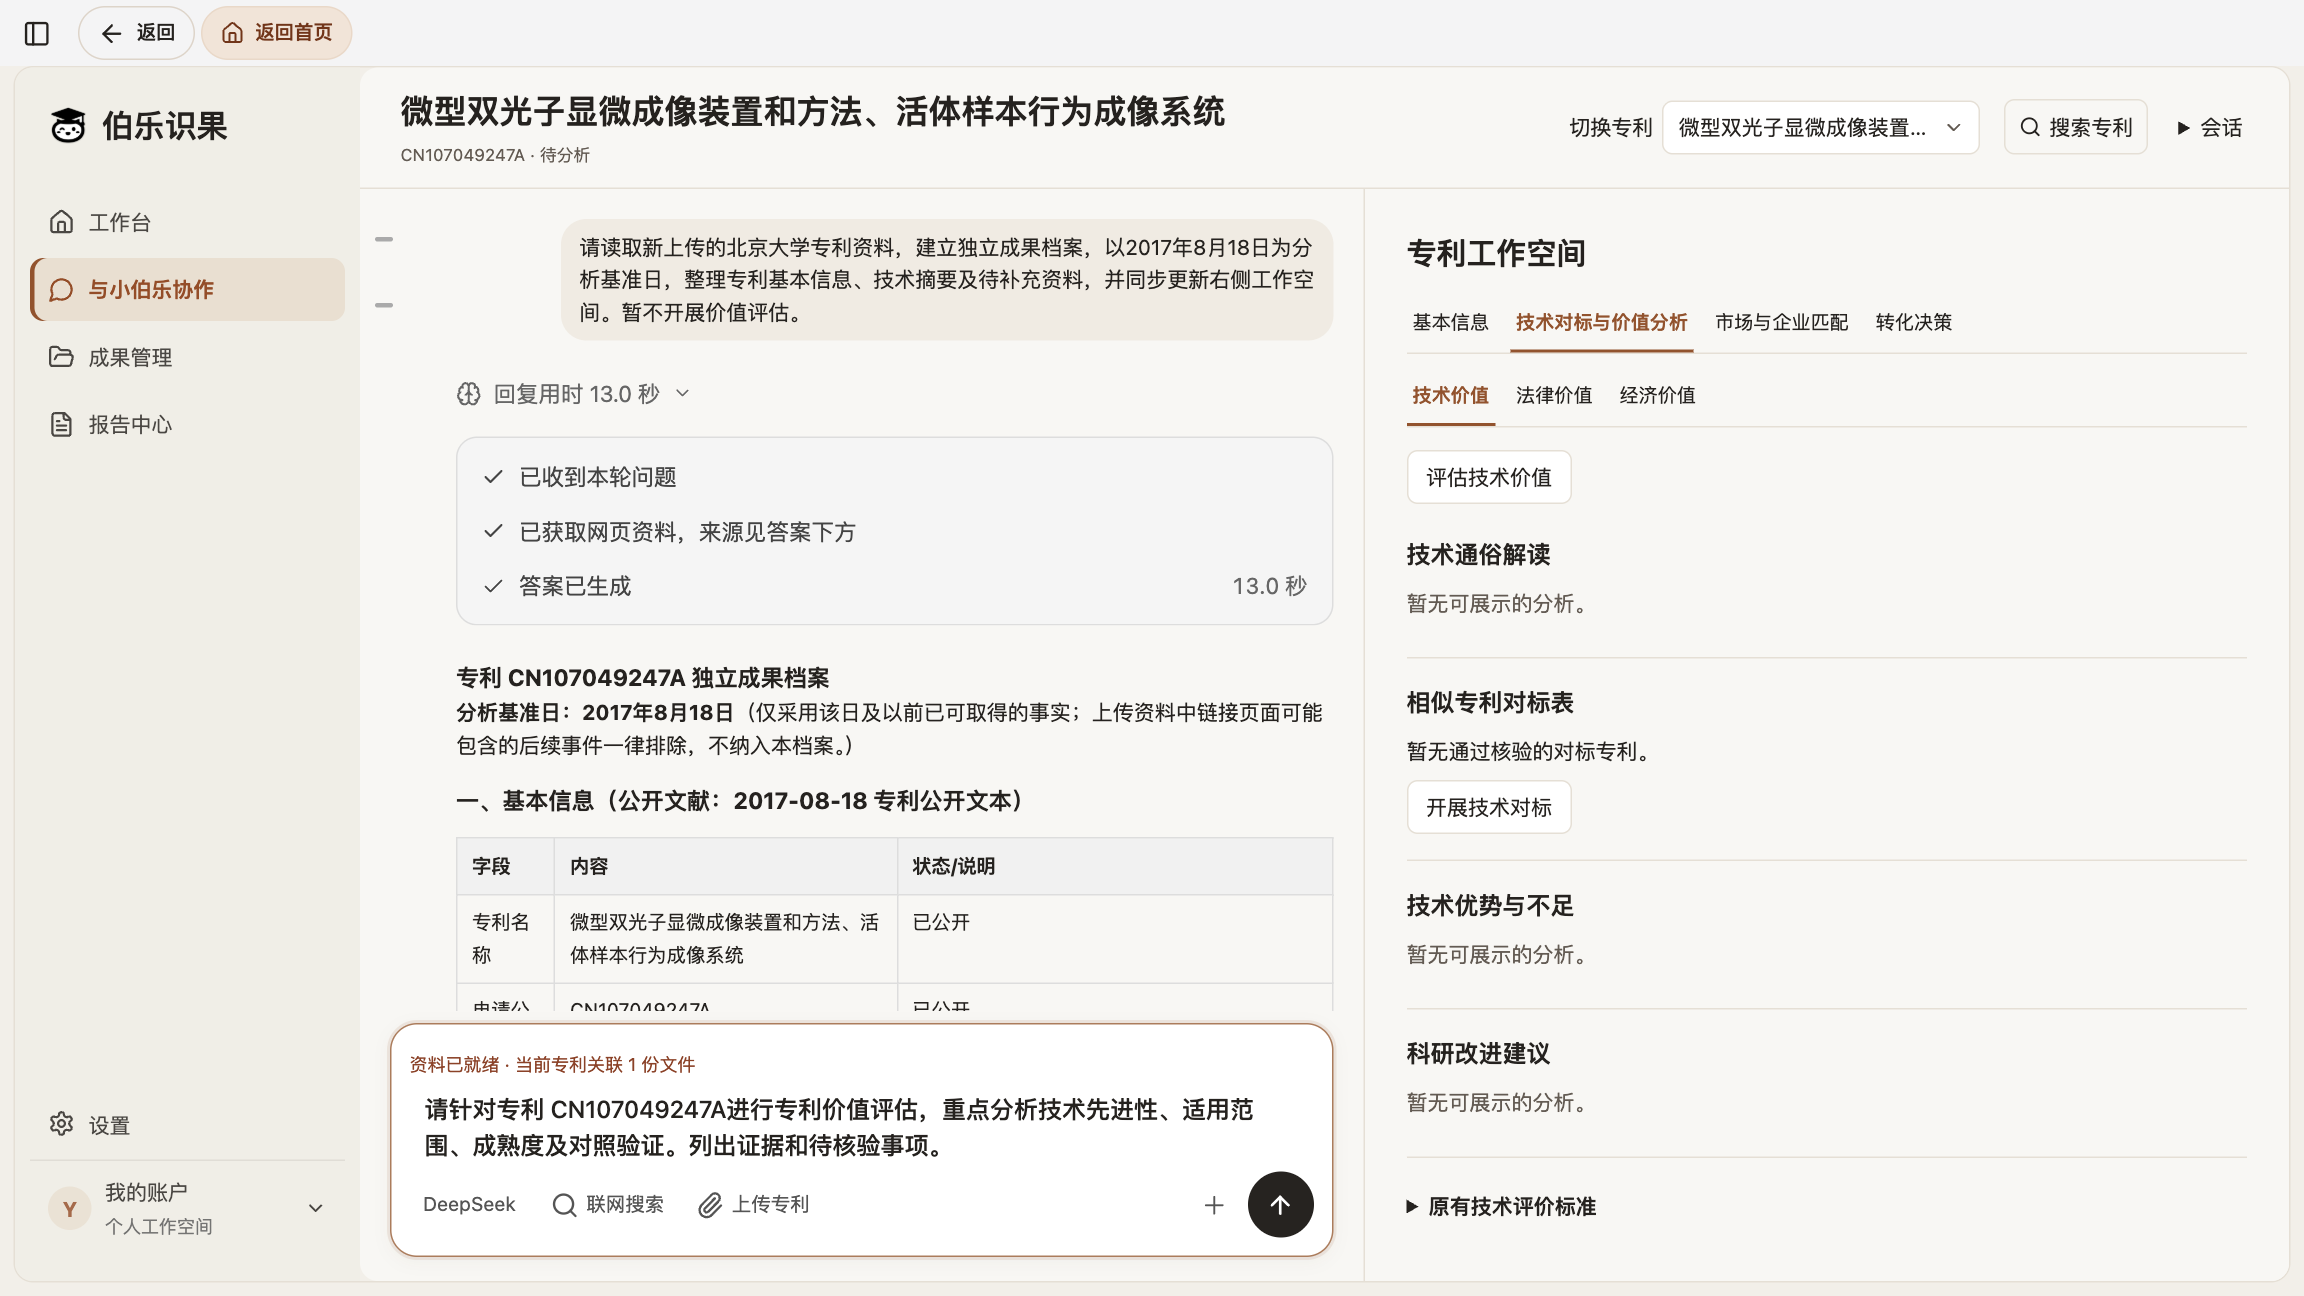 返回
返回首页
伯乐识果
工作台
与小伯乐协作
成果管理
报告中心
设置
Y
我的账户
个人工作空间
微型双光子显微成像装置和方法、活体样本行为成像系统
CN107049247A · 待分析
切换专利
微型双光子显微成像装置...
搜索专利
会话
请读取新上传的北京大学专利资料，建立独立成果档案，以2017年8月18日为分
析基准日，整理专利基本信息、技术摘要及待补充资料，并同步更新右侧工作空
间。暂不开展价值评估。
回复用时 13.0 秒
已收到本轮问题
已获取网页资料，来源见答案下方
答案已生成
13.0 秒
专利 CN107049247A 独立成果档案
分析基准日：2017年8月18日（仅采用该日及以前已可取得的事实；上传资料中链接页面可能
包含的后续事件一律排除，不纳入本档案。）
一、基本信息（公开文献：2017-08-18 专利公开文本）
字段
内容
状态/说明
专利名
称
微型双光子显微成像装置和方法、活
体样本行为成像系统
已公开
申请公
CN107049247A
已公开
资料已就绪 · 当前专利关联 1 份文件
请针对专利 CN107049247A进行专利价值评估，重点分析技术先进性、适用范
围、成熟度及对照验证。列出证据和待核验事项。
DeepSeek
联网搜索
上传专利
专利工作空间
基本信息
技术对标与价值分析
市场与企业匹配
转化决策
技术价值
法律价值
经济价值
评估技术价值
技术通俗解读
暂无可展示的分析。
相似专利对标表
暂无通过核验的对标专利。
开展技术对标
技术优势与不足
暂无可展示的分析。
科研改进建议
暂无可展示的分析。
原有技术评价标准